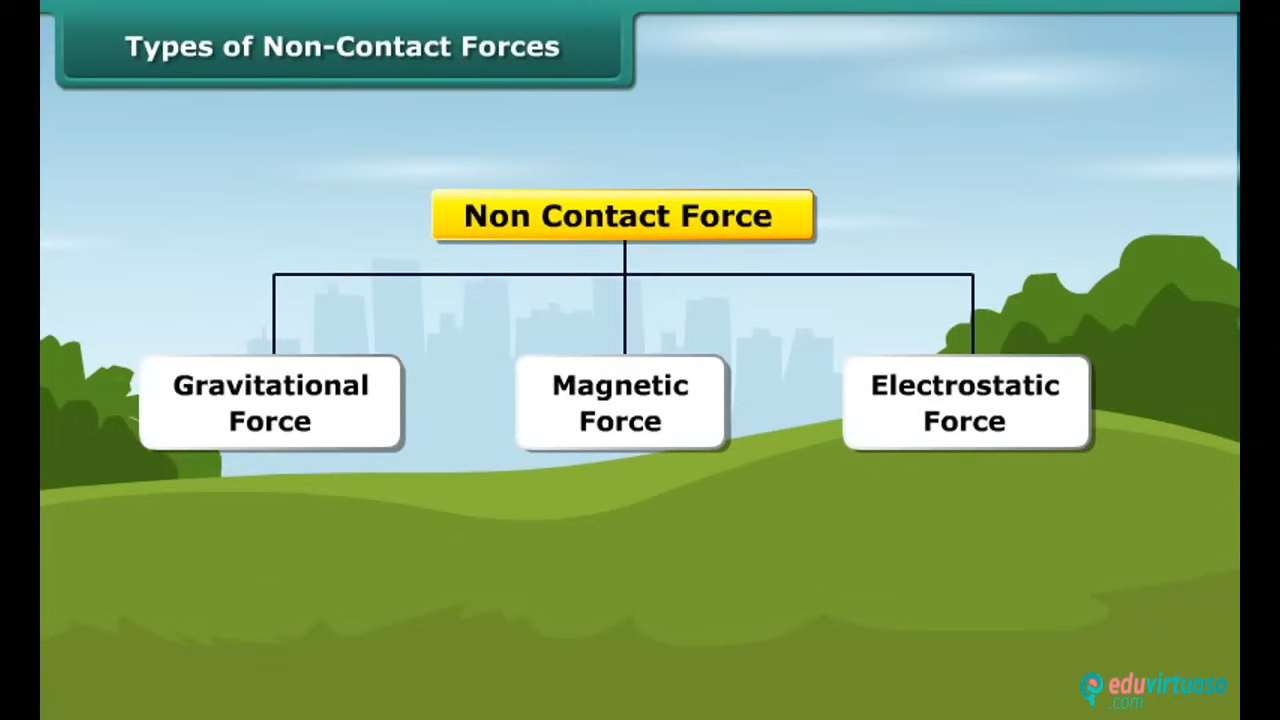 Types of Non-Contact Forces
Non Contact Force
Gravitational
Force
Magnetic
Force
Electrostatic
Force
eduvirtuoso
.com